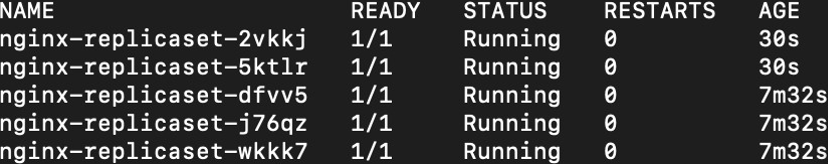 NAME READY STATUS RESTARTS AGE
nginx-replicaset-2vkkj 1/1 Running 0 30s
nginx-replicaset-5ktlr 1/1 Running 0 30s
nginx-replicaset-dfvv5 1/1 Running 0 7m32s
nginx-replicaset-j76qz 1/1 Running 0 7m32s
nginx-replicaset-wkkk7 1/1 Running 0 7m32s